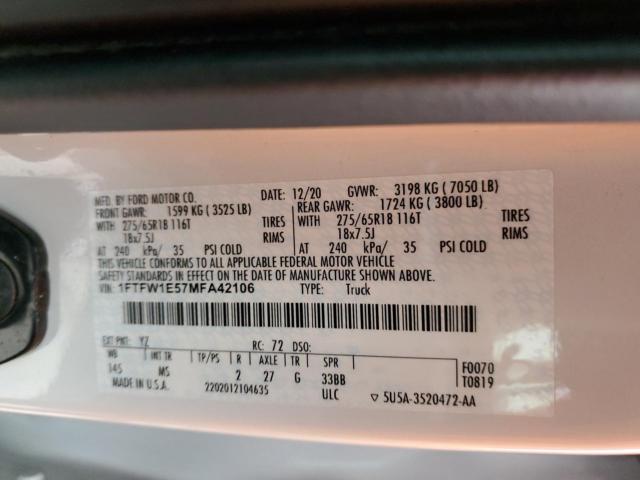 MFD. BY FORD MOTOR CO. DATE: 12/20 GVWR: 3198 KG ( 7050 LB)
FRONT GAWR: 1599 KG ( 3525 LB) REAR GAWR: 1724 KG ( 3800 LB)
WITH 275/65R18 116T TIRES WITH 275/65R18 116T TIRES
18x7.5J RIMS 18x7.5J RIMS
AT 240 kPa/ 35 PSI COLD AT 240 kPa/ 35 PSI COLD
THIS VEHICLE CONFORMS TO ALL APPLICABLE FEDERAL MOTOR VEHICLE
SAFETY STANDARDS IN EFFECT ON THE DATE OF MANUFACTURE SHOWN ABOVE.
VIN: 1FTFW1E57MFA42106 TYPE: Truck
EXT PNT: YZ RC: 72 DSO: F0070
WB INT TR TP/PS R AXLE TR SPR T0819
145 MS 2 27 G 33BB
MADE IN U.S.A. 2202012104635 ULC 5U5A-3520472-AA